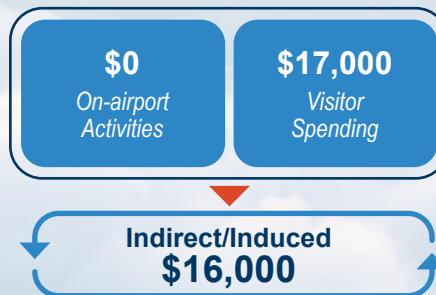 $0
On-airport
Activities
$17,000
Visitor
Spending
Indirect/Induced
$16,000